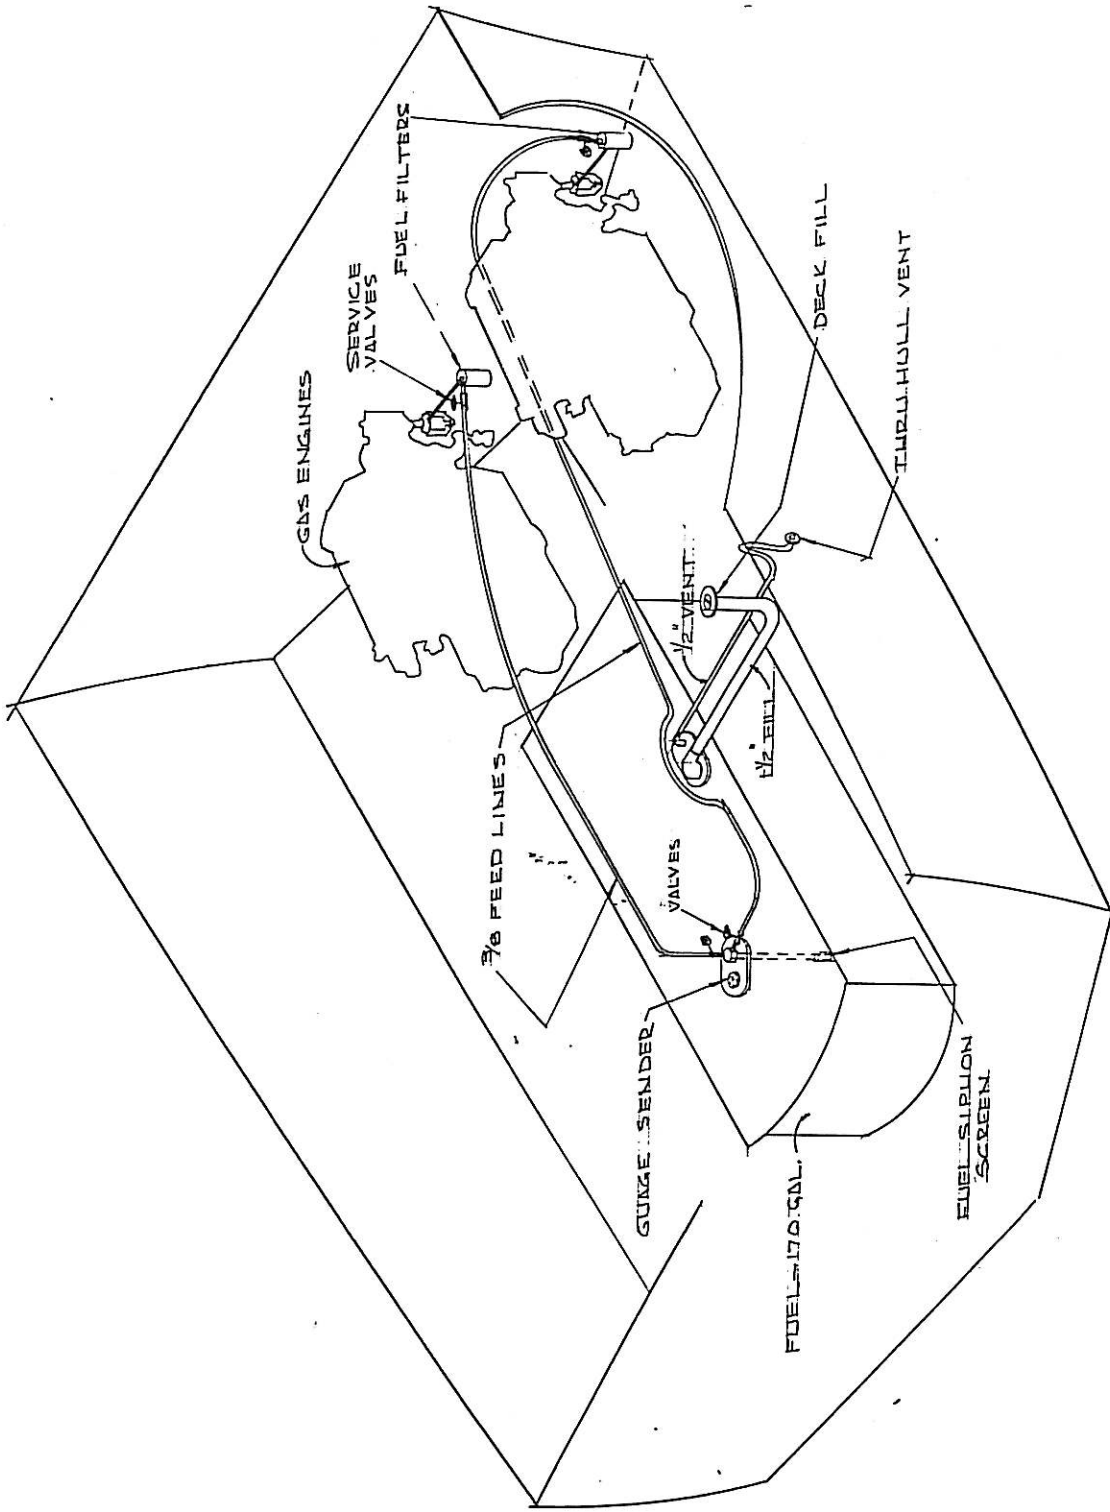 GAS ENGINES
SERVICE
VALVES
FUEL FILTERS
3/8 FEED LINES
1/2" VENT
1 1/2" FILL
DECK FILL
THRU HULL VENT
VALVES
GUAGE SENDER
FUEL-170 GAL.
FUEL SIPHON
SCREEN